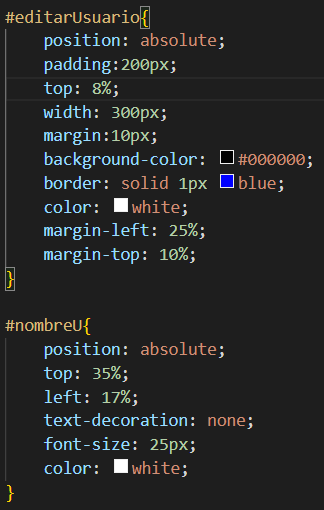 #editarUsuario{
position: absolute;
padding:200px;
top: 8%;
width: 300px;
margin:10px;
background-color: #000000;
border: solid 1px blue;
color: white;
margin-left: 25%;
margin-top: 10%;
}
#nombreU{
position: absolute;
top: 35%;
left: 17%;
text-decoration: none;
font-size: 25px;
color: white;
}